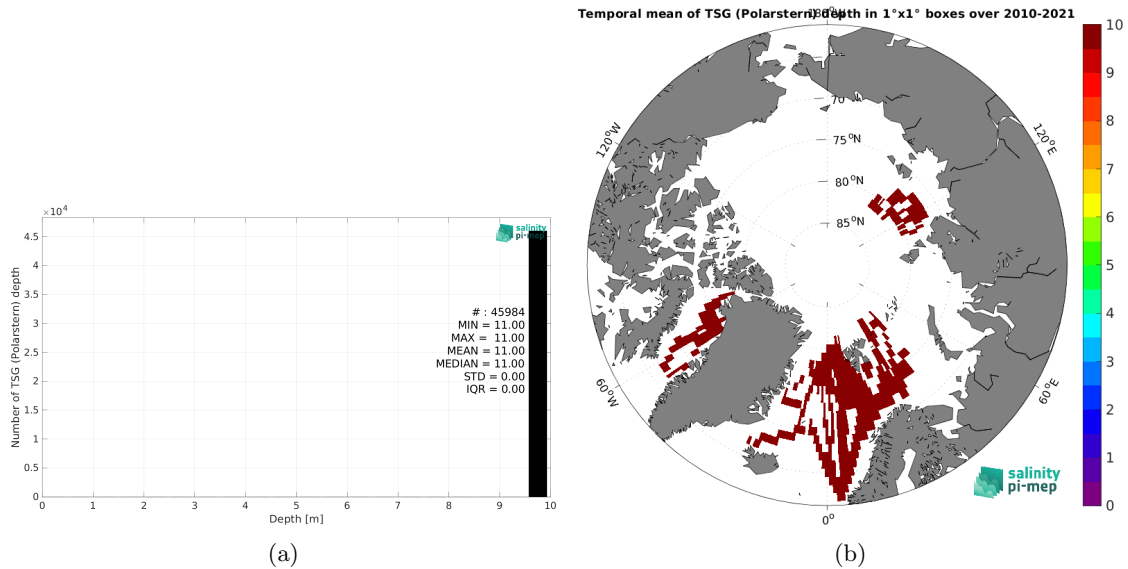 ×10⁴
4.5
4
3.5
3
2.5
2
1.5
1
0.5
0
Number of TSG (Polarstern) depth
salinity
pi-mep
# : 45984
MIN = 11.00
MAX = 11.00
MEAN = 11.00
MEDIAN = 11.00
STD = 0.00
IQR = 0.00
0 1 2 3 4 5 6 7 8 9 10
Depth [m]
(a)
Temporal mean of TSG (Polarstern) depth in 1°x1° boxes over 2010-2021
180°W
120°W
120°E
60°W
60°E
0°
70°N
75°N
80°N
85°N
salinity
pi-mep
10
9
8
7
6
5
4
3
2
1
0
(b)